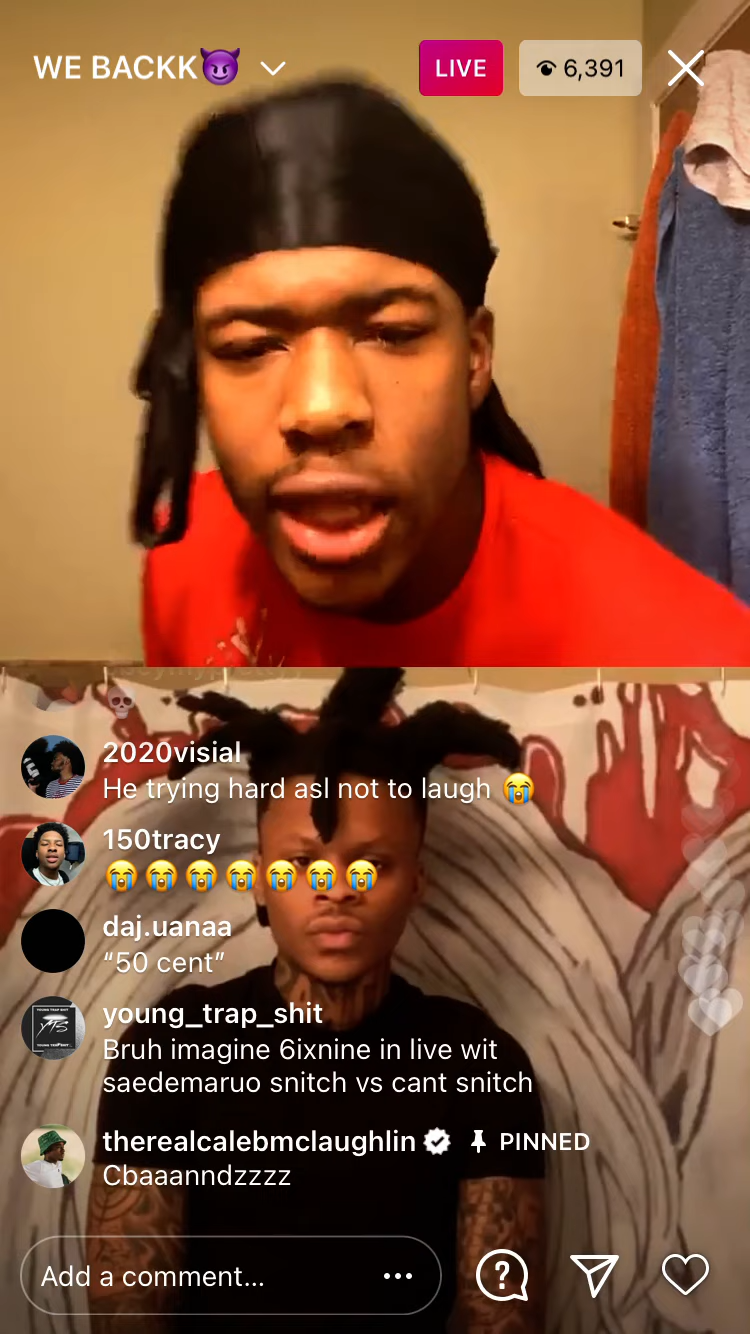 WE BACKK😈
LIVE
6,391
2020visial
He trying hard asl not to laugh 😭
150tracy
😭😭😭😭😭😭😭
daj.uanaa
“50 cent”
young_trap_shit
Bruh imagine 6ixnine in live wit
saedemaruo snitch vs cant snitch
therealcalebmclaughlin PINNED
Cbaaanndzzzz
Add a comment...